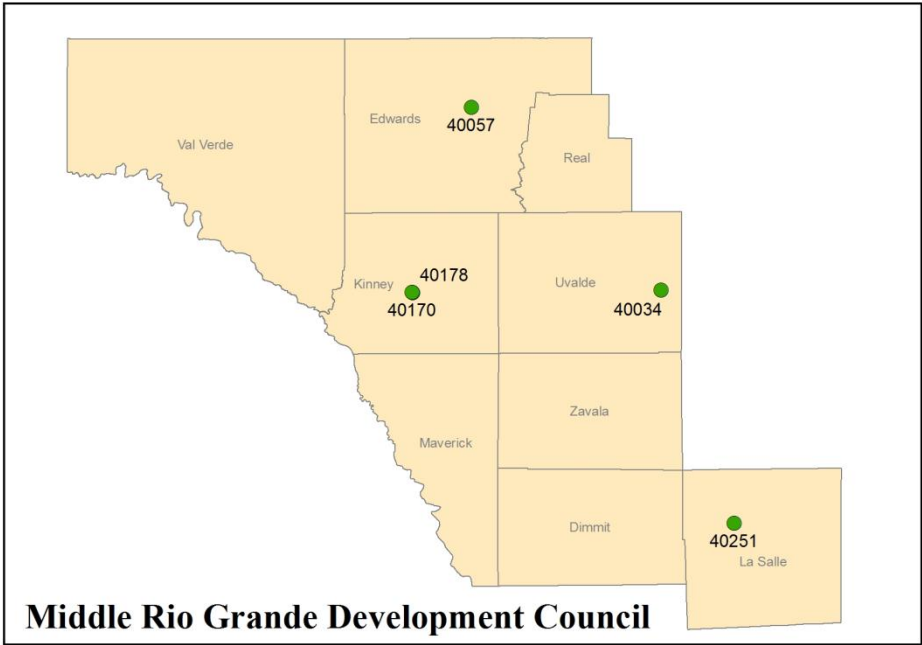 Edwards
40057
Val Verde
Real
40178
Kinney
40170
Uvalde
40034
Zavala
Maverick
Dimmit
40251
La Salle
Middle Rio Grande Development Council